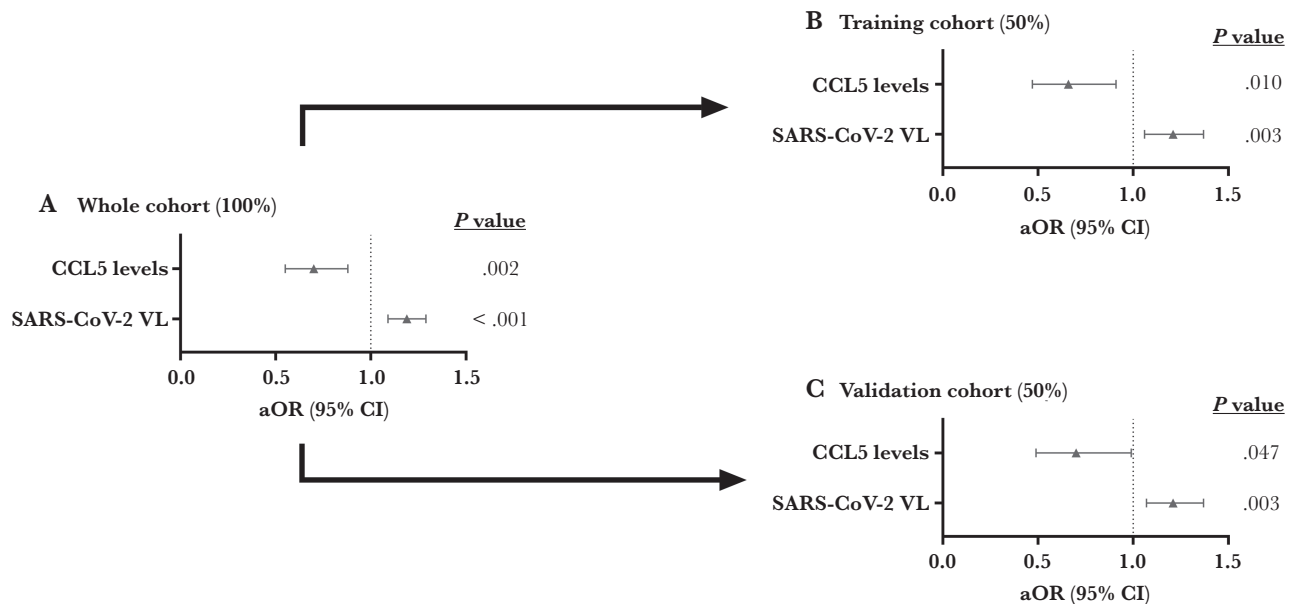 A Whole cohort (100%)
P value
CCL5 levels .002
SARS-CoV-2 VL < .001
0.0 0.5 1.0 1.5
aOR (95% CI)
B Training cohort (50%)
P value
CCL5 levels .010
SARS-CoV-2 VL .003
0.0 0.5 1.0 1.5
aOR (95% CI)
C Validation cohort (50%)
P value
CCL5 levels .047
SARS-CoV-2 VL .003
0.0 0.5 1.0 1.5
aOR (95% CI)